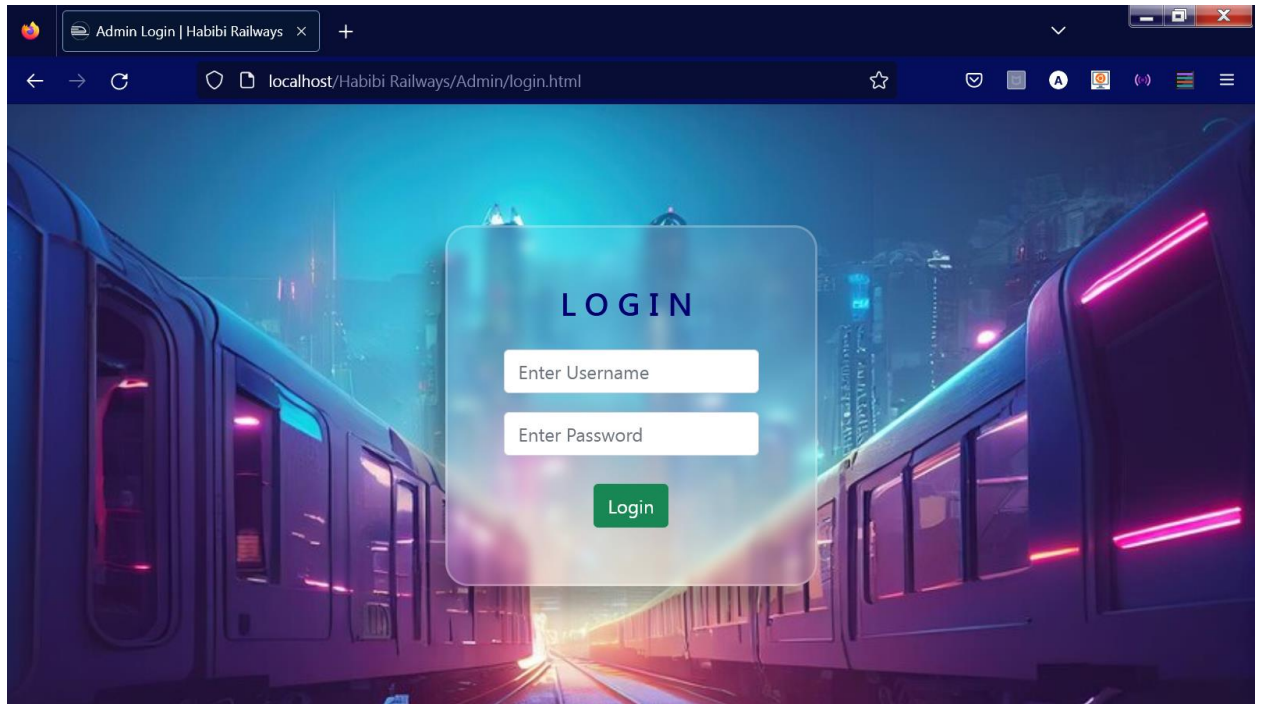 Admin Login | Habibi Railways
localhost/Habibi Railways/Admin/login.html
A
LOGIN
Enter Username
Enter Password
Login